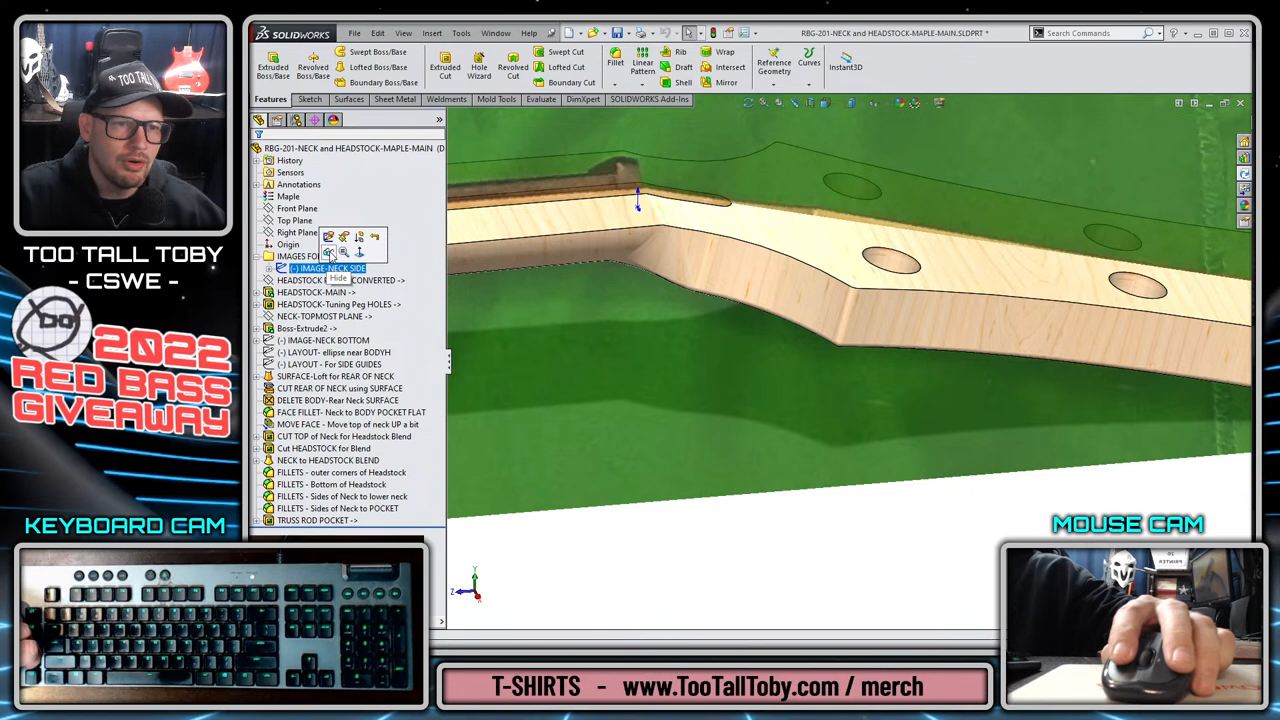 SOLIDWORKS
File
Edit
View
Insert
Tools
Window
Help
RBG-201-NECK and HEADSTOCK-MAPLE-MAIN.SLDPRT *
Search Commands
Extruded
Boss/Base
Revolved
Boss/Base
Swept Boss/Base
Lofted Boss/Base
Boundary Boss/Base
Extruded
Cut
Hole
Wizard
Revolved
Cut
Swept Cut
Lofted Cut
Boundary Cut
Fillet
Linear
Pattern
Rib
Draft
Shell
Wrap
Intersect
Mirror
Reference
Geometry
Curves
Instant3D
Features
Sketch
Surfaces
Sheet Metal
Weldments
Mold Tools
Evaluate
DimXpert
SOLIDWORKS Add-Ins
RBG-201-NECK and HEADSTOCK-MAPLE-MAIN (D
History
Sensors
Annotations
Maple
Front Plane
Top Plane
Right Plane
Origin
IMAGES FO
(-) IMAGE-NECK SIDE
Hide
HEADSTOCK
CONVERTED ->
HEADSTOCK-MAIN ->
HEADSTOCK-Tuning Peg HOLES ->
NECK-TOPMOST PLANE ->
Boss-Extrude2 ->
(-) IMAGE-NECK BOTTOM
(-) LAYOUT- ellipse near BODYH
(-) LAYOUT - For SIDE GUIDES
SURFACE-Loft for REAR OF NECK
CUT REAR OF NECK using SURFACE
DELETE BODY-Rear Neck SURFACE
FACE FILLET- Neck to BODY POCKET FLAT
MOVE FACE - Move top of neck UP a bit
CUT TOP of Neck for Headstock Blend
Cut HEADSTOCK for Blend
NECK to HEADSTOCK BLEND
FILLETS - outer corners of Headstock
FILLETS - Bottom of Headstock
FILLETS - Sides of Neck to lower neck
FILLETS - Sides of Neck to POCKET
TRUSS ROD POCKET ->
Y
Z
X
TOO TALL TOBY
TOO TALL TOBY
- CSWE -
2022
RED BASS
GIVEAWAY
KEYBOARD CAM
MOUSE CAM
T-SHIRTS - www.TooTallToby.com / merch